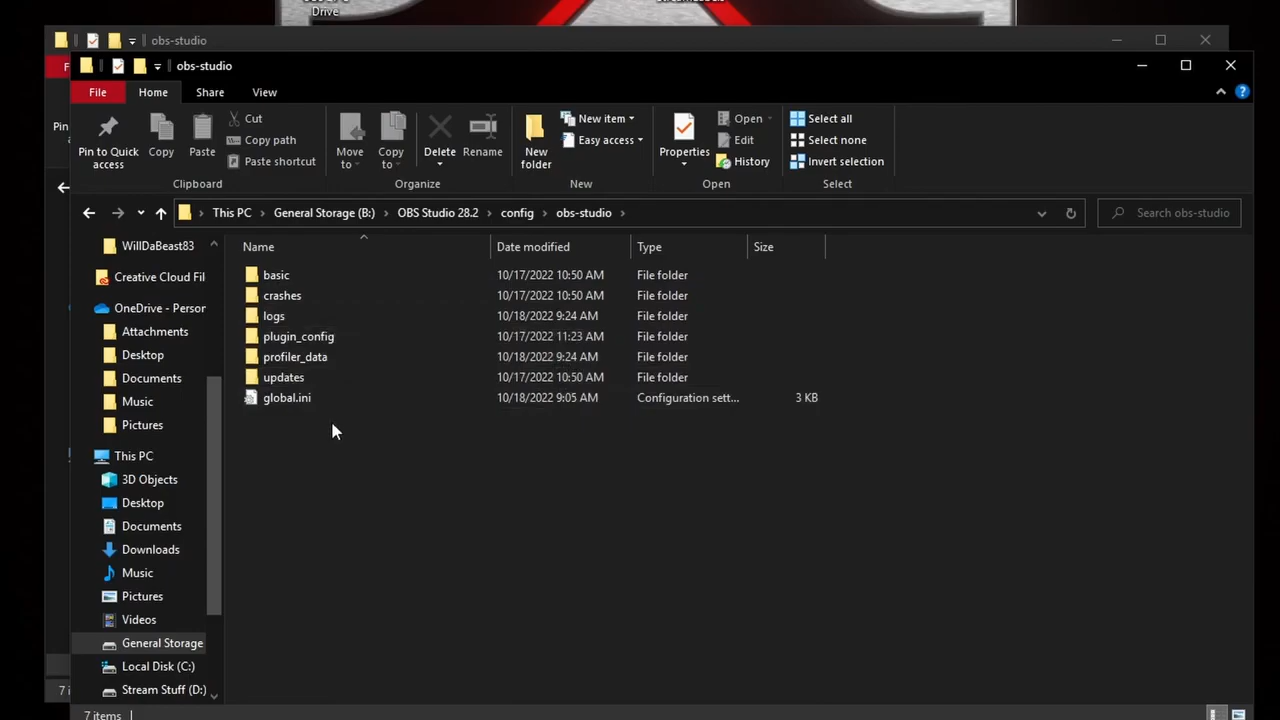 Drive
obs-studio
obs-studio
File Home Share View
Pin to Quick access
Copy
Paste
Cut
Copy path
Paste shortcut
Clipboard
Move to
Copy to
Delete
Rename
Organize
New folder
New item
Easy access
New
Properties
Open
Edit
History
Open
Select all
Select none
Invert selection
Select
This PC > General Storage (B:) > OBS Studio 28.2 > config > obs-studio >
Search obs-studio
WillDaBeast83
Creative Cloud Fil
OneDrive - Person
Attachments
Desktop
Documents
Music
Pictures
This PC
3D Objects
Desktop
Documents
Downloads
Music
Pictures
Videos
General Storage
Local Disk (C:)
Stream Stuff (D:)
Name Date modified Type Size
basic 10/17/2022 10:50 AM File folder
crashes 10/17/2022 10:50 AM File folder
logs 10/18/2022 9:24 AM File folder
plugin_config 10/17/2022 11:23 AM File folder
profiler_data 10/18/2022 9:24 AM File folder
updates 10/17/2022 10:50 AM File folder
global.ini 10/18/2022 9:05 AM Configuration sett... 3 KB
7 items